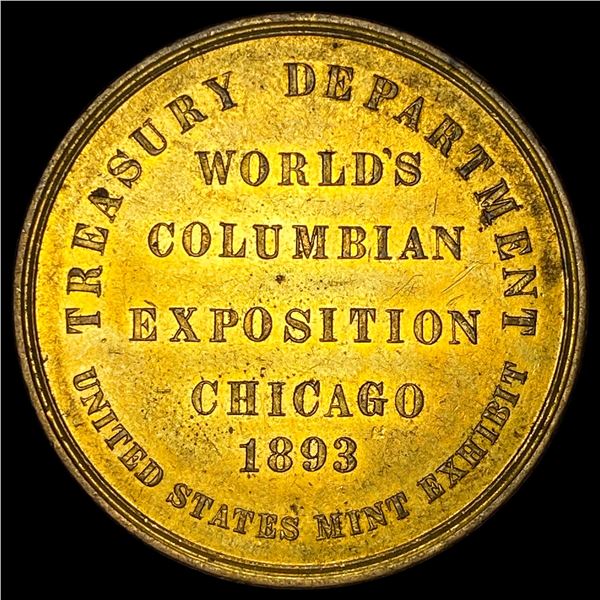 TREASURY DEPARTMENT
WORLD'S
COLUMBIAN
EXPOSITION
CHICAGO
1893
UNITED STATES MINT EXHIBIT